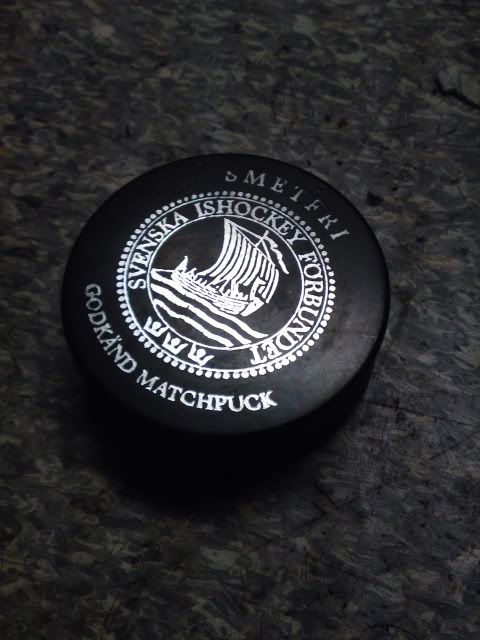 SMETFRI
SVENSKA ISHOCKEY FÖRBUNDET
GODKÄND MATCHPUCK